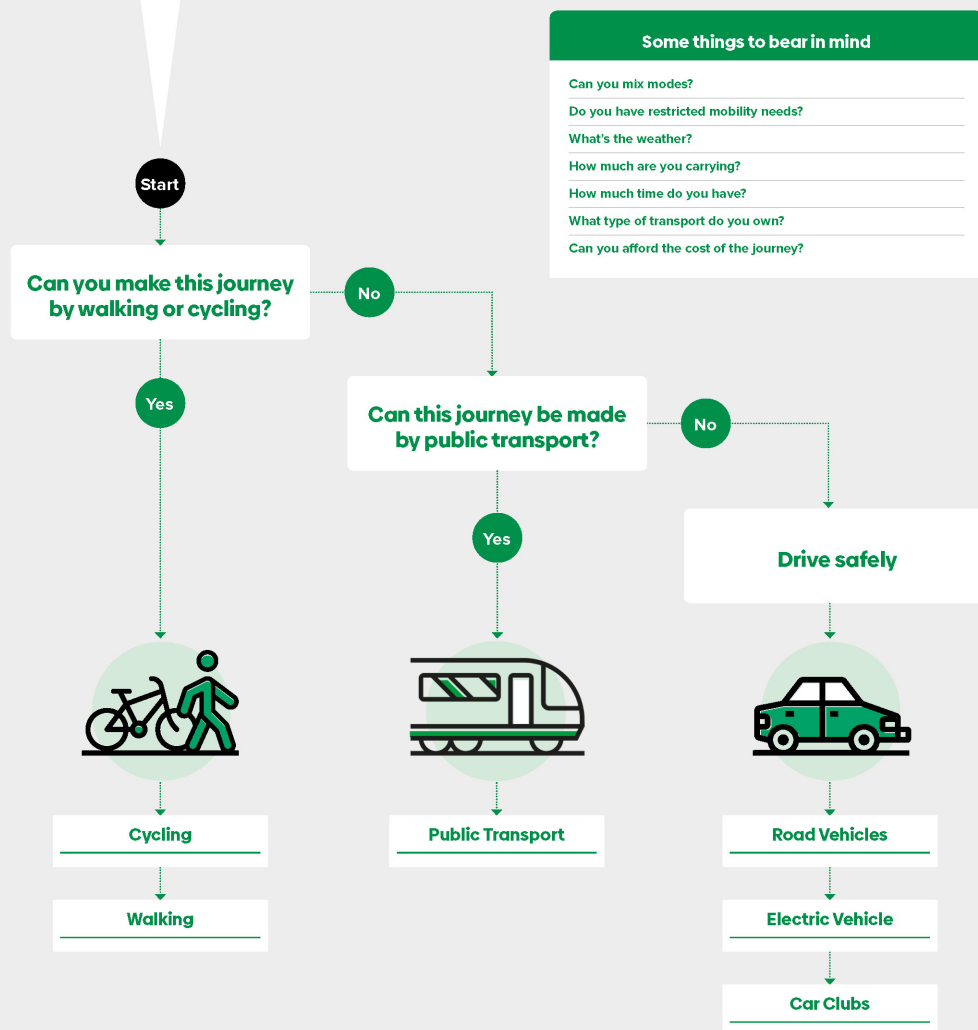 Some things to bear in mind
Can you mix modes?
Do you have restricted mobility needs?
What's the weather?
How much are you carrying?
How much time do you have?
What type of transport do you own?
Can you afford the cost of the journey?
Start
Can you make this journey
by walking or cycling?
No
Yes
Can this journey be made
by public transport?
No
Yes
Drive safely
Cycling
Walking
Public Transport
Road Vehicles
Electric Vehicle
Car Clubs